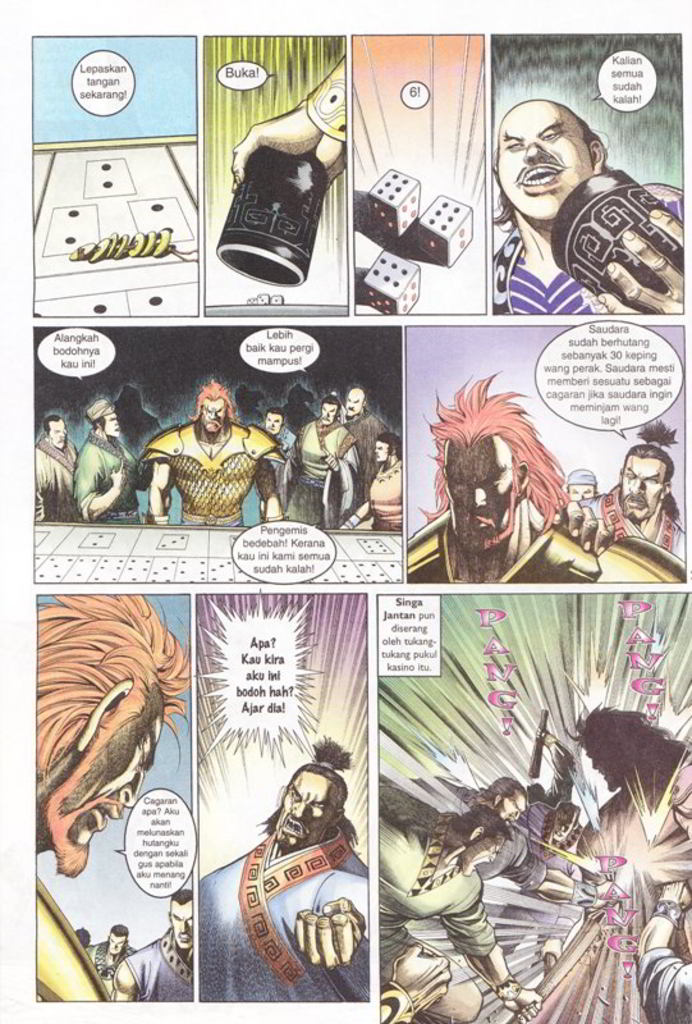 Lepaskan
tangan
sekarang!
Buka!
6!
Kalian
semua
sudah
kalah!
Alangkah
bodohnya
kau ini!
Lebih
baik kau pergi
mampus!
Pengemis
bedebah! Kerana
kau ini kami semua
sudah kalah!
Saudara
sudah berhutang
sebanyak 30 keping
wang perak. Saudara mesti
memberi sesuatu sebagai
cagaran jika saudara ingin
meminjam wang
lagi!
Cagaran
apa? Aku
akan
melunaskan
hutangku
dengan sekali
gus apabila
aku menang
nanti!
Apa?
Kau kira
aku ini
bodoh hah?
Ajar dia!
Singa
Jantan pun
diserang
oleh tukang-
tukang pukul
kasino itu.
PANG!
PANG!
PANG!